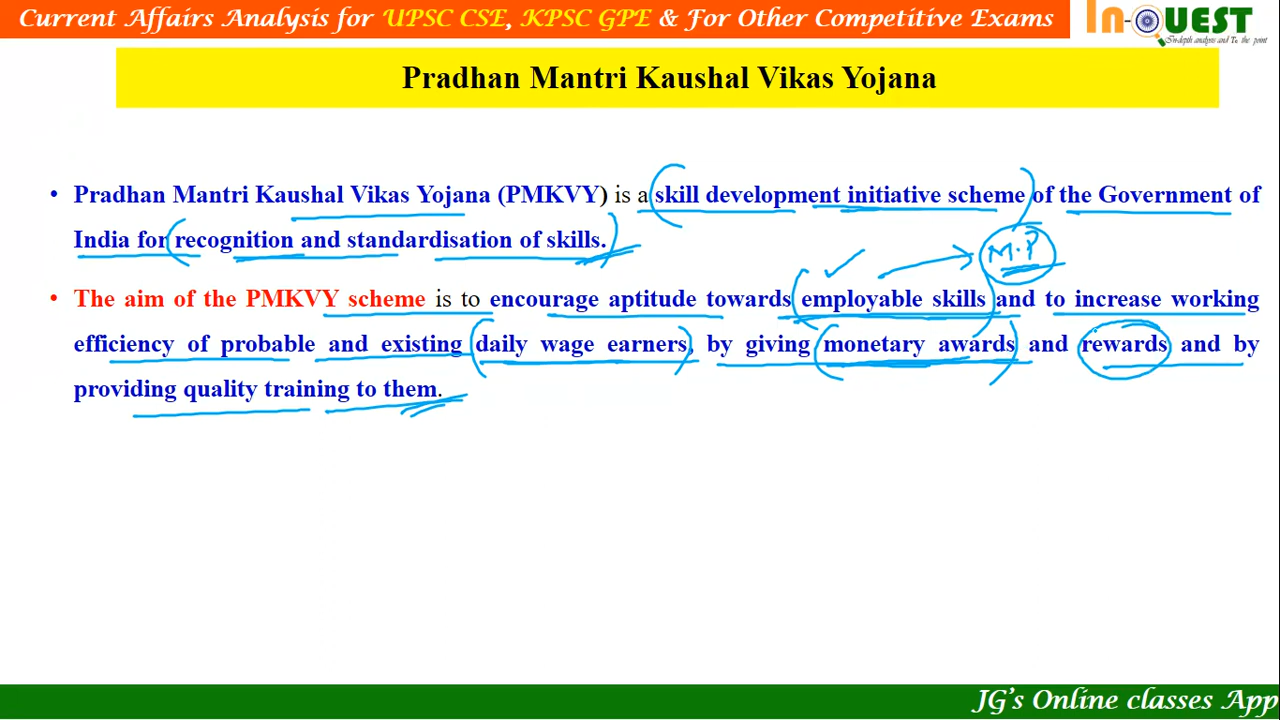 Current Affairs Analysis for UPSC CSE, KPSC GPE & For Other Competitive Exams
In-QUEST
In-depth analysis and To the point
Pradhan Mantri Kaushal Vikas Yojana
• Pradhan Mantri Kaushal Vikas Yojana (PMKVY) is a skill development initiative scheme of the Government of
India for recognition and standardisation of skills.
M.P
• The aim of the PMKVY scheme is to encourage aptitude towards employable skills and to increase working
efficiency of probable and existing daily wage earners, by giving monetary awards and rewards and by
providing quality training to them.
JG's Online classes App